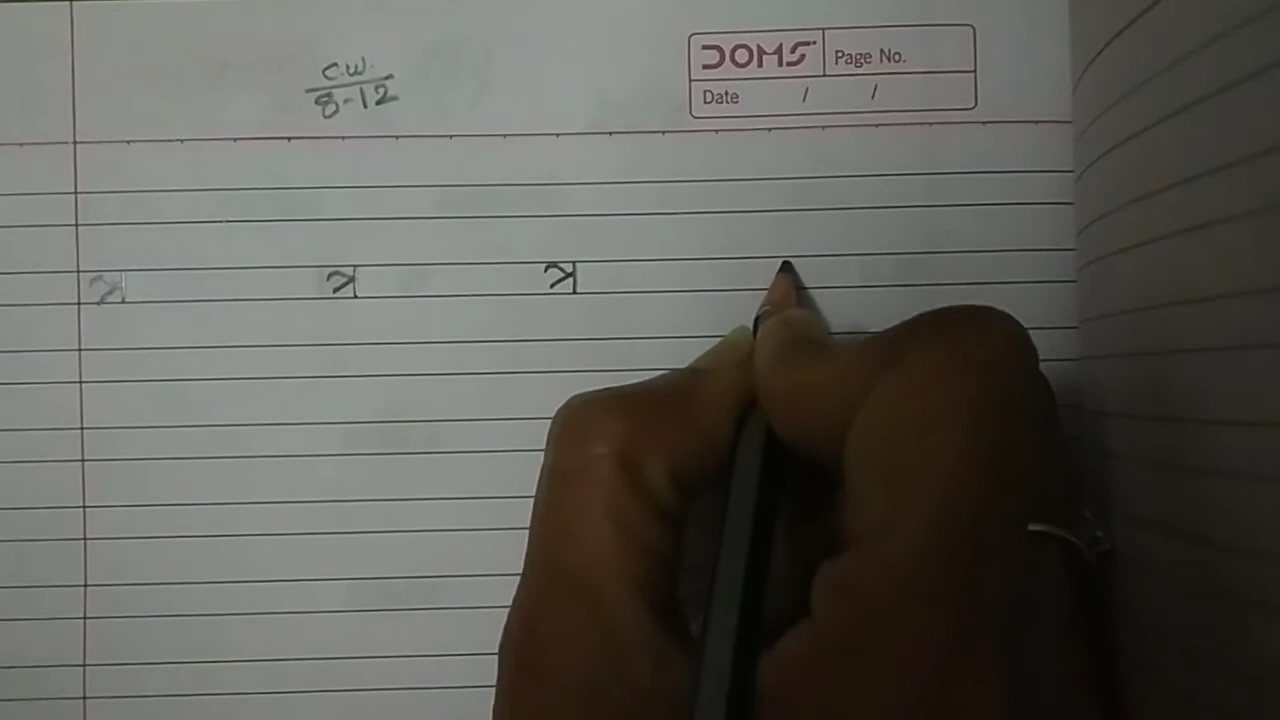 C.W.
8-12
DOMS Page No.
Date / /
স স স